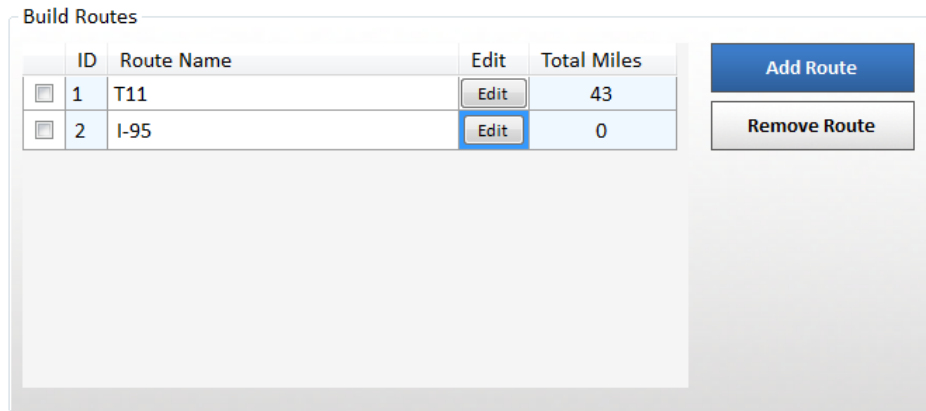 Build Routes
ID Route Name Edit Total Miles
Add Route
1 T11 Edit 43
2 I-95 Edit 0
Remove Route